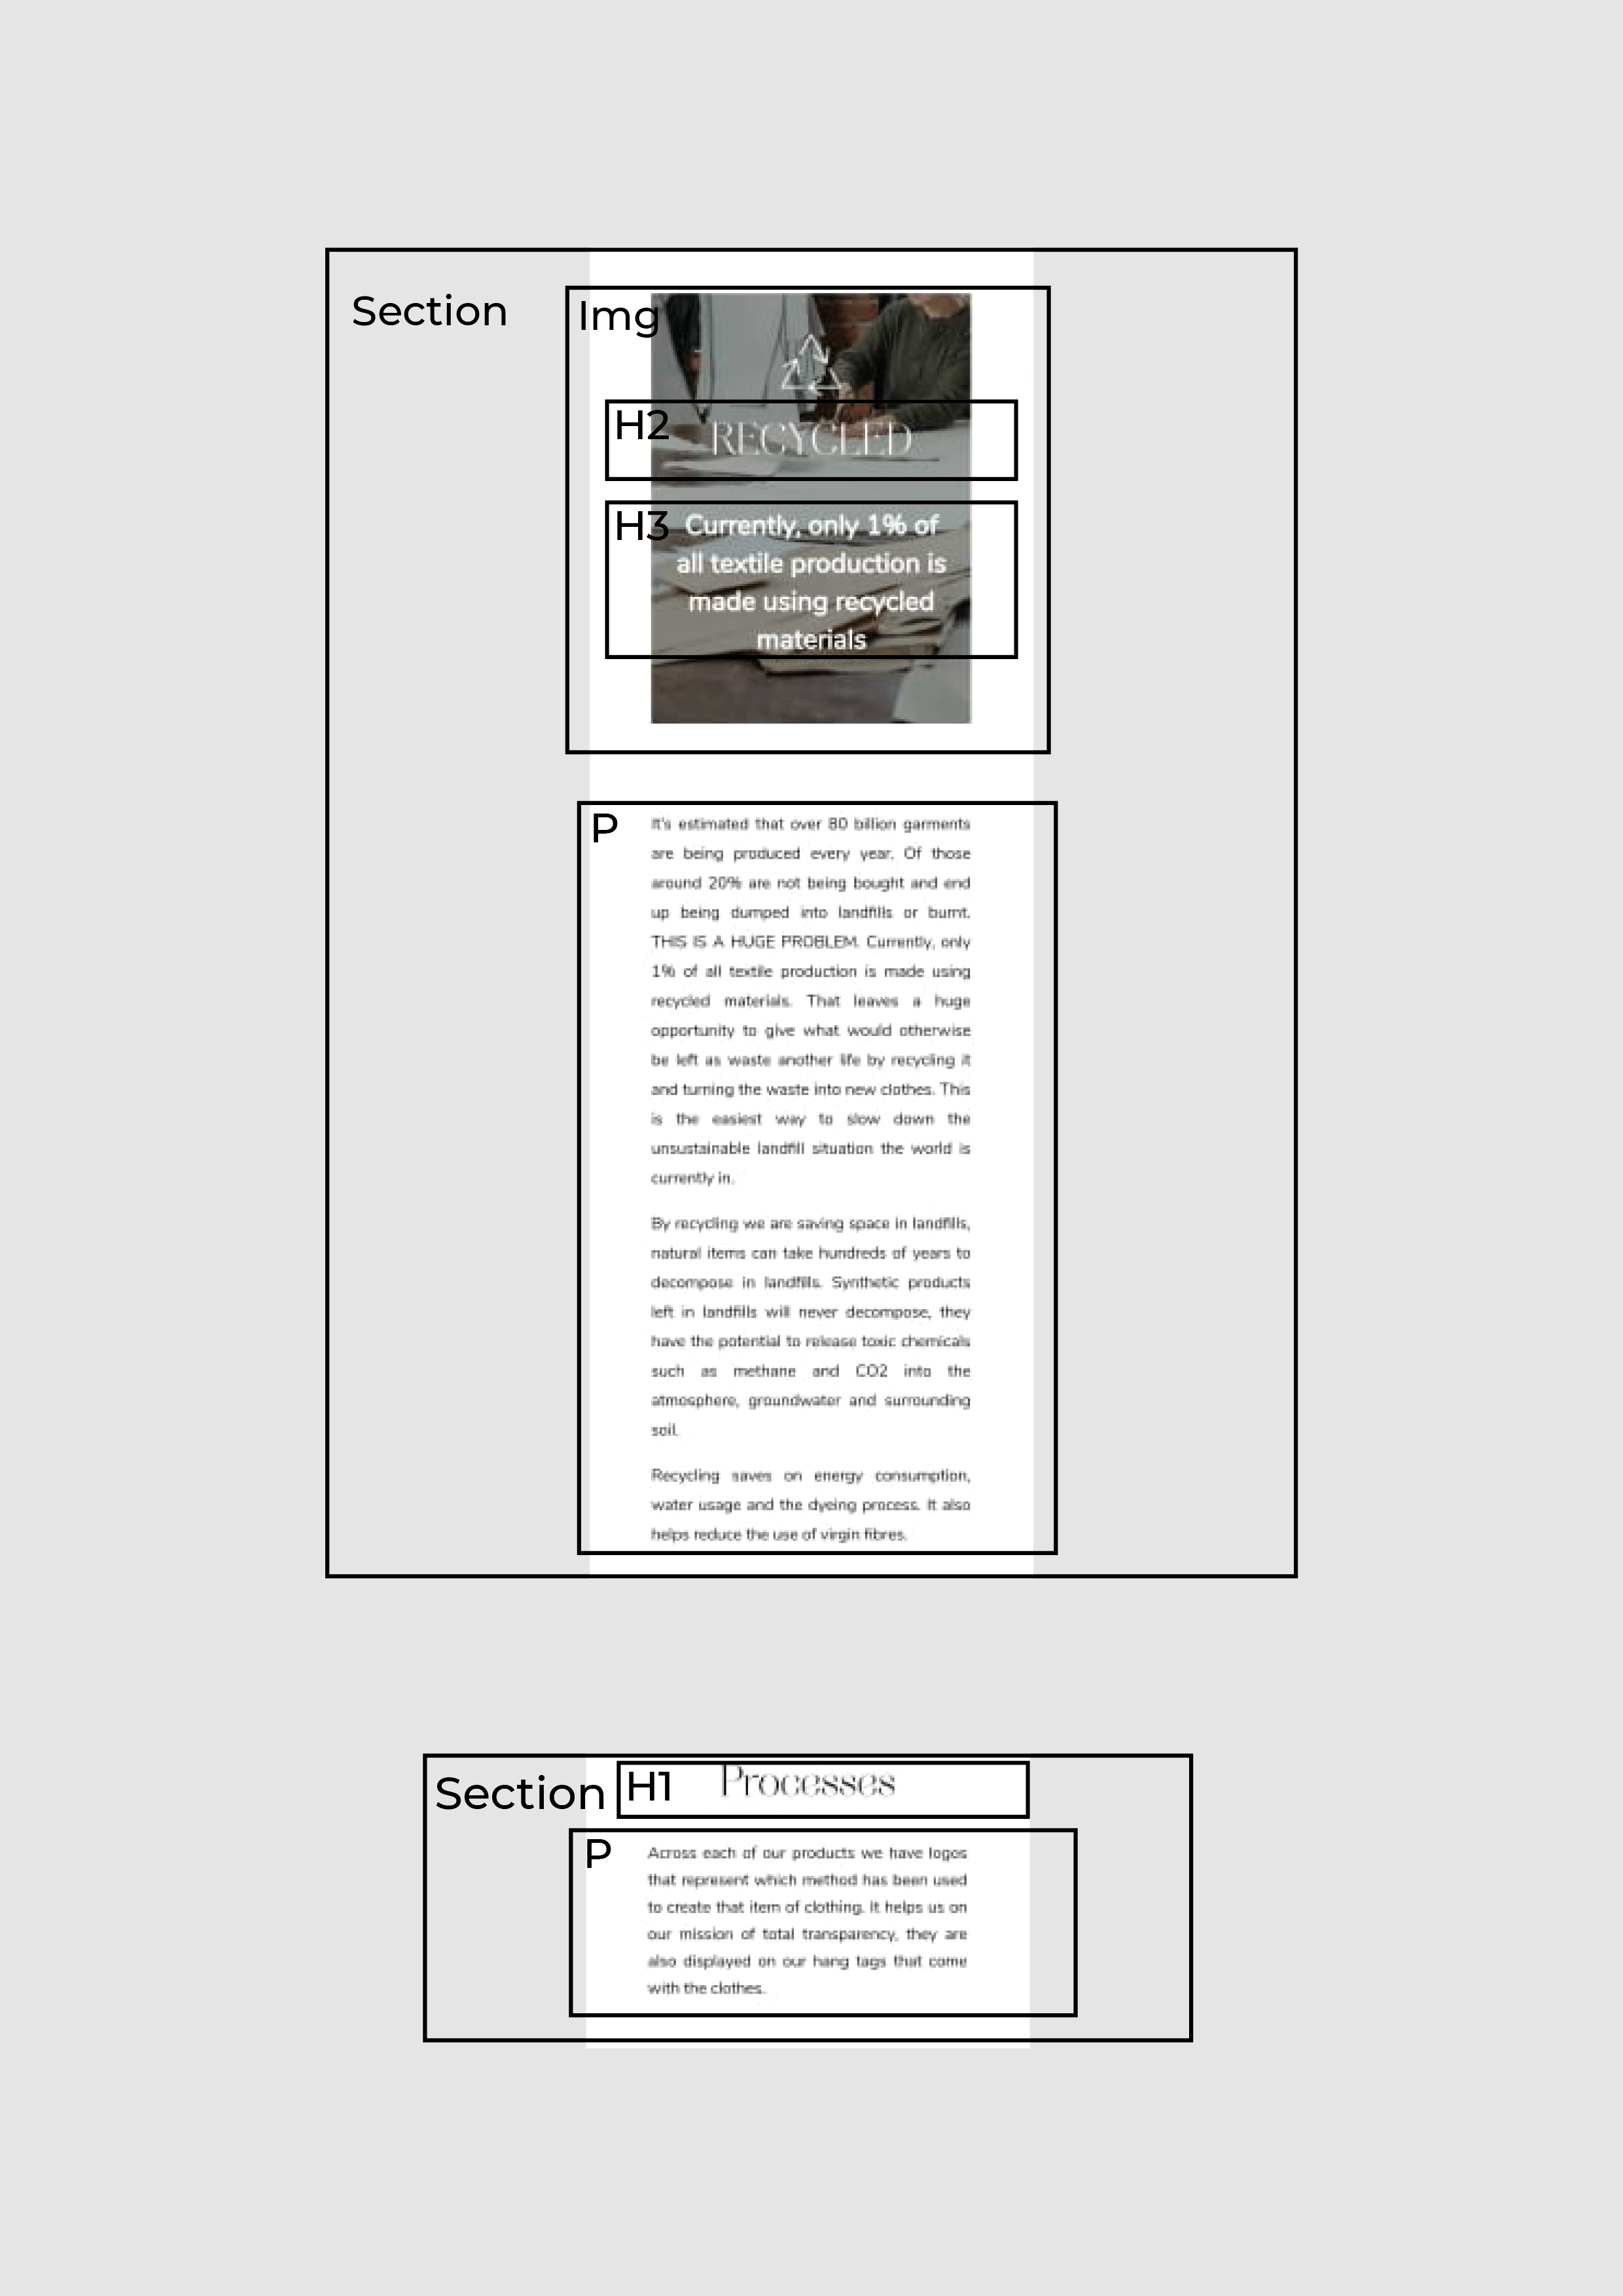 Section
Img
H2
RECYCLED
H3
Currently, only 1% of
all textile production is
made using recycled
materials
P
It's estimated that over 80 billion garments
are being produced every year. Of those
around 20% are not being bought and end
up being dumped into landfills or burnt.
THIS IS A HUGE PROBLEM. Currently, only
1% of all textile production is made using
recycled materials. That leaves a huge
opportunity to give what would otherwise
be left as waste another life by recycling it
and turning the waste into new clothes. This
is the easiest way to slow down the
unsustainable landfill situation the world is
currently in.
By recycling we are saving space in landfills,
natural items can take hundreds of years to
decompose in landfills. Synthetic products
left in landfills will never decompose, they
have the potential to release toxic chemicals
such as methane and CO2 into the
atmosphere, groundwater and surrounding
soil.
Recycling saves on energy consumption,
water usage and the dyeing process. It also
helps reduce the use of virgin fibres.
Section
H1
Processes
P
Across each of our products we have logos
that represent which method has been used
to create that item of clothing. It helps us on
our mission of total transparency, they are
also displayed on our hang tags that come
with the clothes.